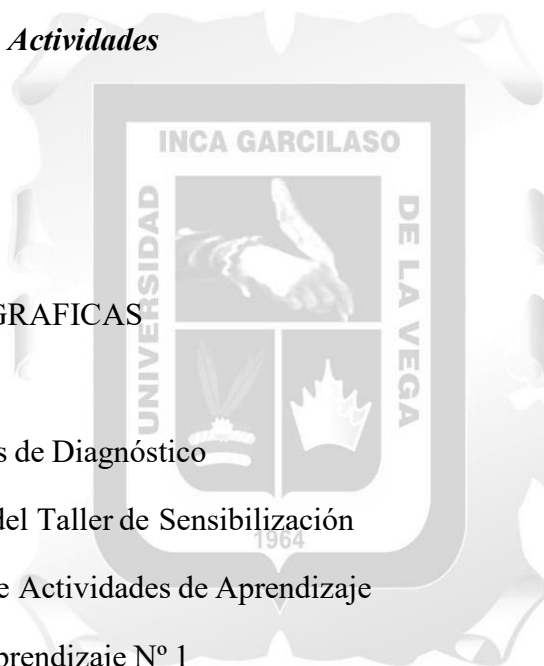 Actividades
INCA GARCILASO
UNIVERSIDAD
DE LA VEGA
GRAFICAS
s de Diagnóstico
del Taller de Sensibilización
1964
e Actividades de Aprendizaje
prendizaje Nº 1